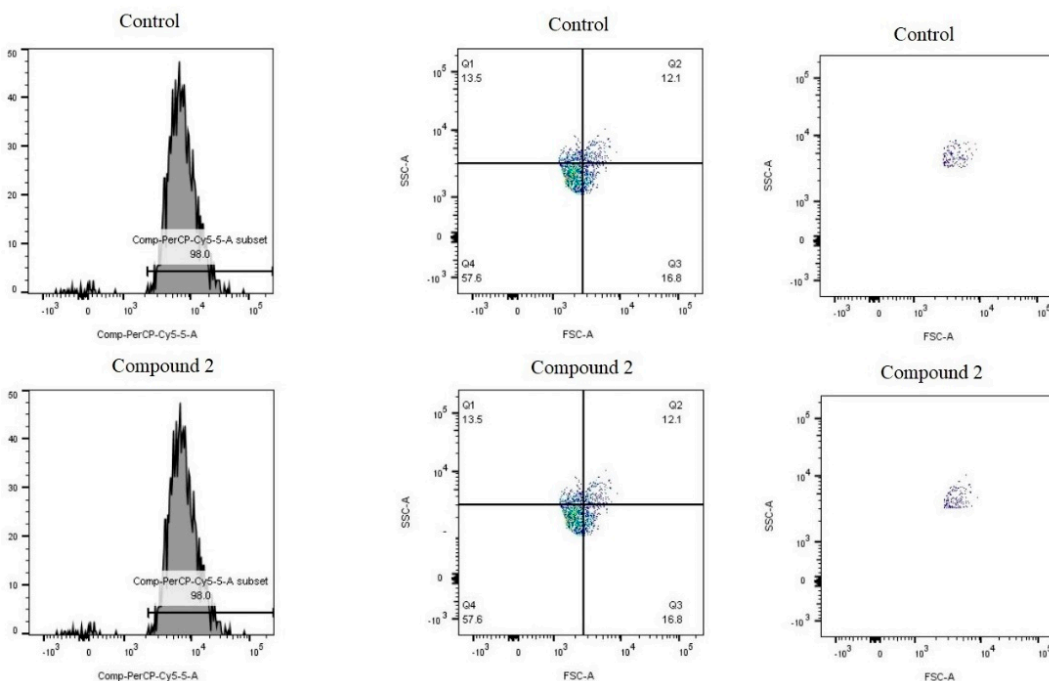 Control
50
40
30
20
10
0
Comp-PerCP-Cy5-5-A subset
98.0
-10³ 0 10³ 10⁴ 10⁵
Comp-PerCP-Cy5-5-A
Control
Q1
13.5
Q2
12.1
10⁵
10⁴
10³
0
-10³
SSC-A
Q4
57.6
Q3
16.8
-10³ 0 10³ 10⁴ 10⁵
FSC-A
Control
10⁵
10⁴
10³
0
-10³
SSC-A
-10³ 0 10³ 10⁴ 10⁵
FSC-A
Compound 2
50
40
30
20
10
0
Comp-PerCP-Cy5-5-A subset
98.0
-10³ 0 10³ 10⁴ 10⁵
Comp-PerCP-Cy5-5-A
Compound 2
Q1
13.5
Q2
12.1
10⁵
10⁴
-
0
-10³
SSC-A
Q4
57.6
Q3
16.8
-10³ 0 10³ 10⁴ 10⁵
FSC-A
Compound 2
10⁵
10⁴
10³
0
-10³
SSC-A
-10³ 0 10³ 10⁴ 10⁵
FSC-A